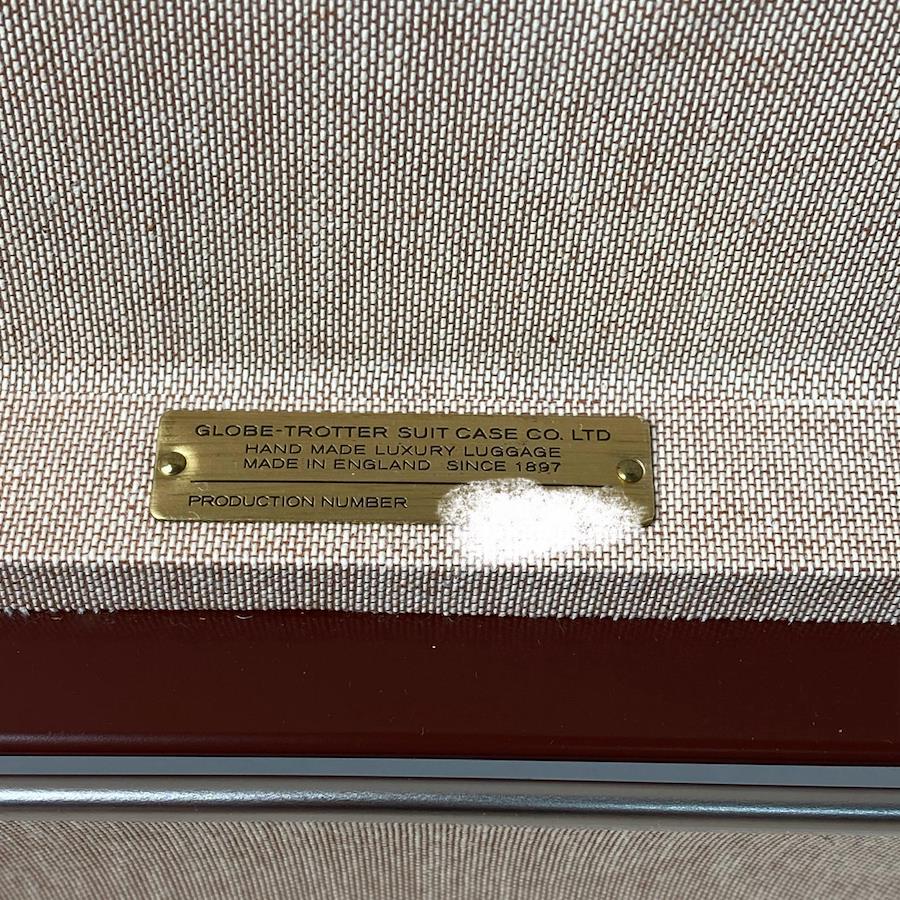 GLOBE-TROTTER SUIT CASE CO. LTD
HAND MADE LUXURY LUGGAGE
MADE IN ENGLAND SINCE 1897
PRODUCTION NUMBER